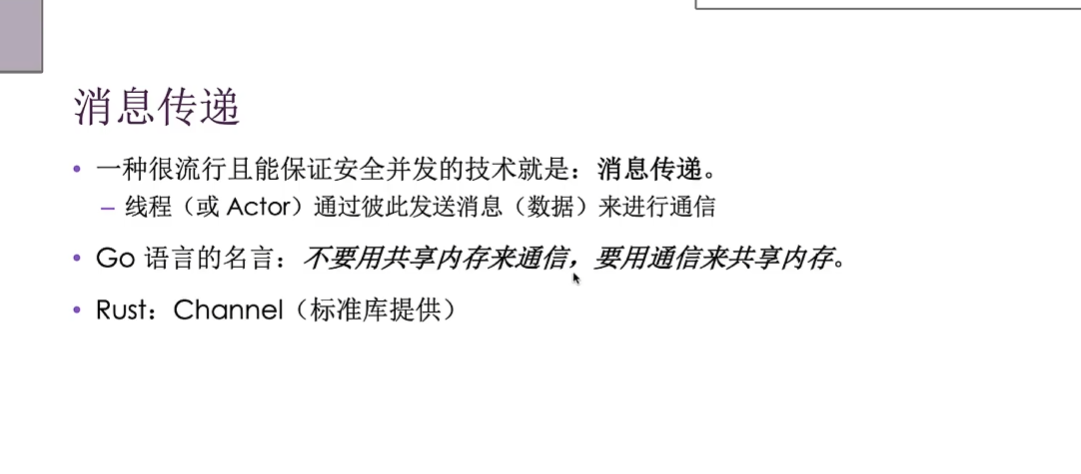 消息传递
• 一种很流行且能保证安全并发的技术就是：消息传递。
– 线程（或 Actor）通过彼此发送消息（数据）来进行通信
• Go 语言的名言：不要用共享内存来通信，要用通信来共享内存。
• Rust：Channel（标准库提供）